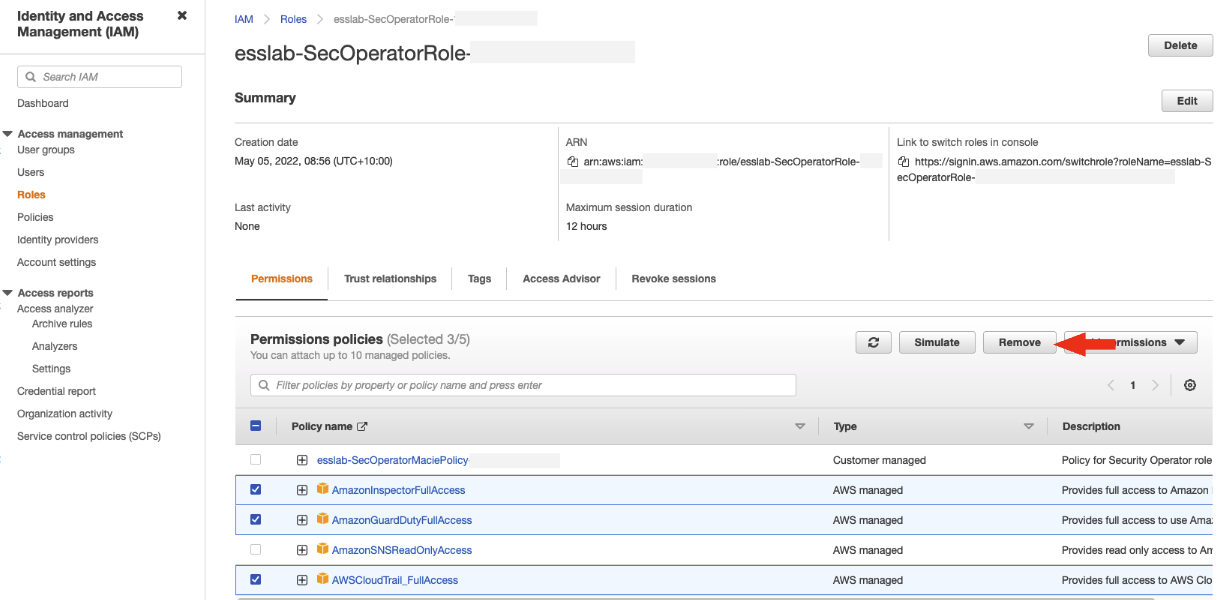 Identity and Access
Management (IAM)
Search IAM
Dashboard
Access management
User groups
Users
Roles
Policies
Identity providers
Account settings
Access reports
Access analyzer
Archive rules
Analyzers
Settings
Credential report
Organization activity
Service control policies (SCPs)
IAM > Roles > esslab-SecOperatorRole-
esslab-SecOperatorRole-
Delete
Summary
Edit
Creation date
May 05, 2022, 08:56 (UTC+10:00)
ARN
arn:aws:iam: :role/esslab-SecOperatorRole-
Link to switch roles in console
https://signin.aws.amazon.com/switchrole?roleName=esslab-S
ecOperatorRole-
Last activity
None
Maximum session duration
12 hours
Permissions Trust relationships Tags Access Advisor Revoke sessions
Permissions policies (Selected 3/5)
You can attach up to 10 managed policies.
Simulate Remove
Filter policies by property or policy name and press enter
1
Policy name Type Description
esslab-SecOperatorMaciePolicy- Customer managed Policy for Security Operator role
AmazonInspectorFullAccess AWS managed Provides full access to Amazon
AmazonGuardDutyFullAccess AWS managed Provides full access to use Ama
AmazonSNSReadOnlyAccess AWS managed Provides read only access to Am
AWSCloudTrail_FullAccess AWS managed Provides full access to AWS Clo